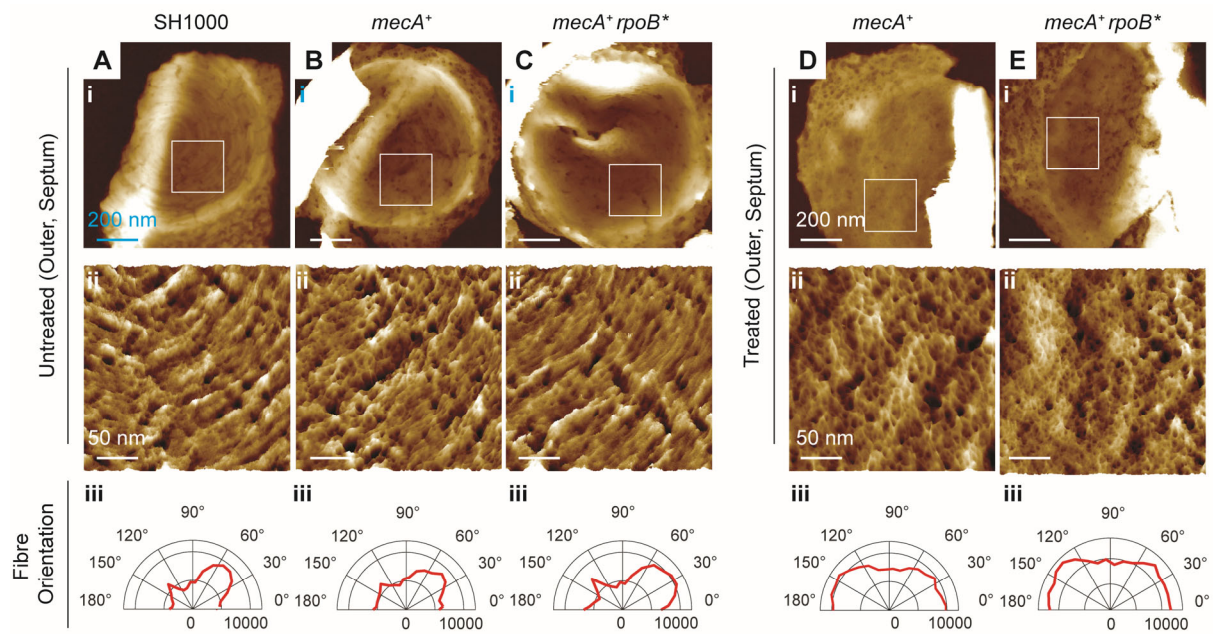 SH1000
mecA⁺
mecA⁺ rpoB*
mecA⁺
mecA⁺ rpoB*
Untreated (Outer, Septum)
A
i
200 nm
B
i
C
i
ii
50 nm
ii
ii
Treated (Outer, Septum)
D
i
200 nm
E
i
ii
50 nm
ii
Fibre
Orientation
iii
90°
120°
60°
150°
30°
180°
0°
0
10000
iii
90°
120°
60°
150°
30°
180°
0°
0
10000
iii
90°
120°
60°
150°
30°
180°
0°
0
10000
iii
90°
120°
60°
150°
30°
180°
0°
0
10000
iii
90°
120°
60°
150°
30°
180°
0°
0
10000